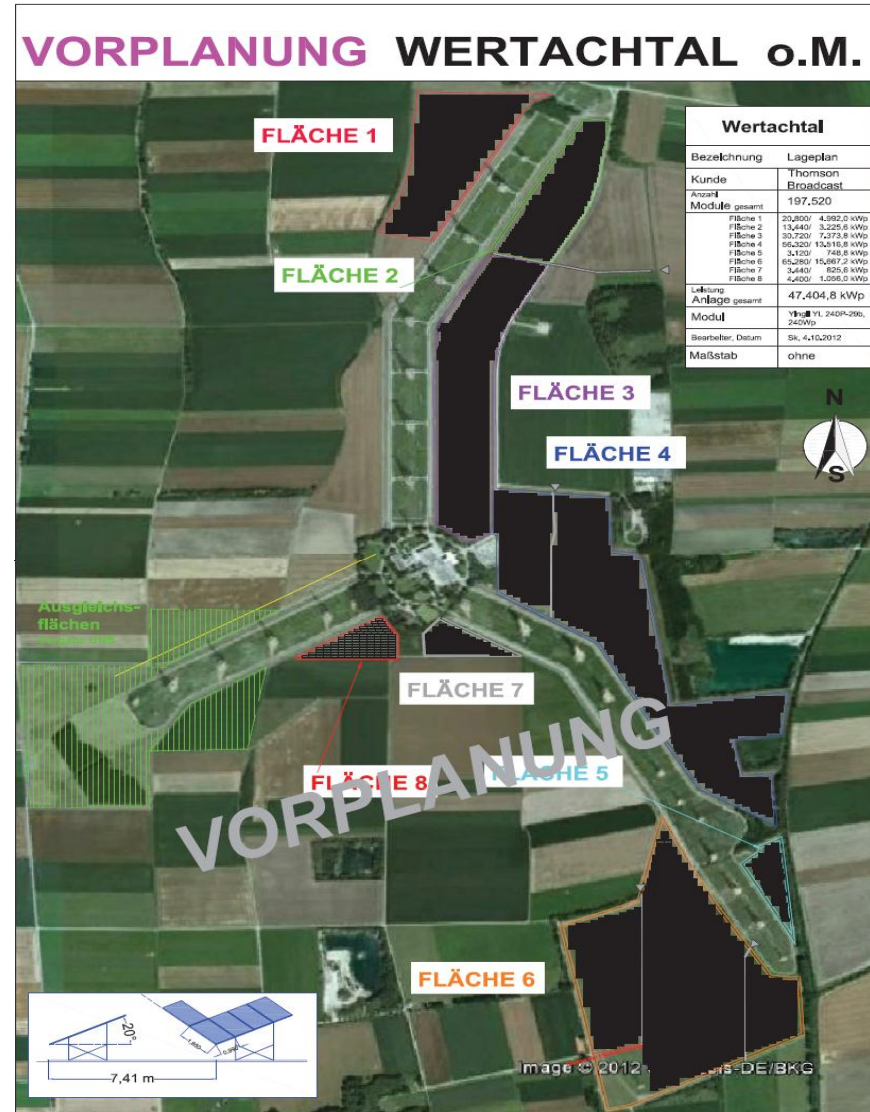 VORPLANUNG WERTACHTAL o.M.
Wertachtal
Bezeichnung Lageplan
Kunde Thomson Broadcast
Anzahl Module gesamt 197.520
Fläche 1 20.800/ 4.992,0 kWp
Fläche 2 13.440/ 3.225,6 kWp
Fläche 3 30.720/ 7.373,8 kWp
Fläche 4 56.320/ 13.516,8 kWp
Fläche 5 3.120/ 748,8 kWp
Fläche 6 65.280/ 15.667,2 kWp
Fläche 7 3.440/ 825,6 kWp
Fläche 8 4.400/ 1.056,0 kWp
Leistung Anlage gesamt 47.404,8 kWp
Modul Yingli YL 240P-29b, 240Wp
Bearbeiter, Datum Sk, 4.10.2012
Maßstab ohne
N
S
FLÄCHE 1
FLÄCHE 2
FLÄCHE 3
FLÄCHE 4
Ausgleichs-
flächen
FLÄCHE 7
FLÄCHE 8
FLÄCHE 5
VORPLANUNG
FLÄCHE 6
20°
7,41 m
Image © 2012
s-DE/BKG